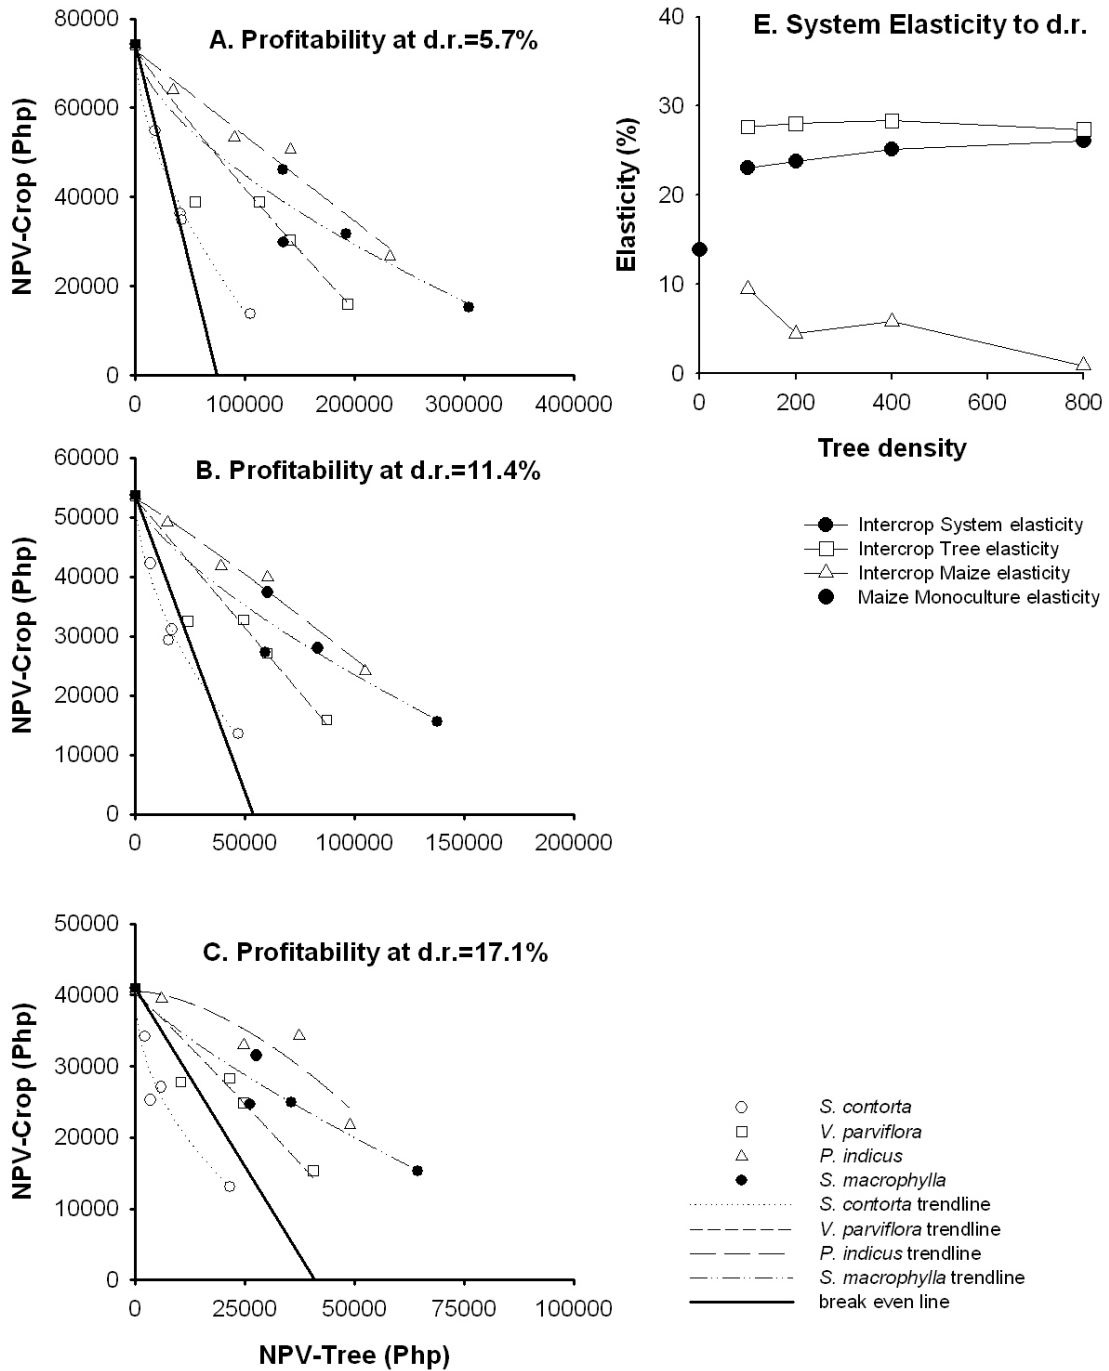 A. Profitability at d.r.=5.7%
NPV-Crop (Php)
80000
60000
40000
20000
0
0 100000 200000 300000 400000
E. System Elasticity to d.r.
Elasticity (%)
40
30
20
10
0
0 200 400 600 800
Tree density
Intercrop System elasticity
Intercrop Tree elasticity
Intercrop Maize elasticity
Maize Monoculture elasticity
B. Profitability at d.r.=11.4%
NPV-Crop (Php)
60000
50000
40000
30000
20000
10000
0
0 50000 100000 150000 200000
C. Profitability at d.r.=17.1%
NPV-Crop (Php)
50000
40000
30000
20000
10000
0
0 25000 50000 75000 100000
NPV-Tree (Php)
S. contorta
V. parviflora
P. indicus
S. macrophylla
S. contorta trendline
V. parviflora trendline
P. indicus trendline
S. macrophylla trendline
break even line